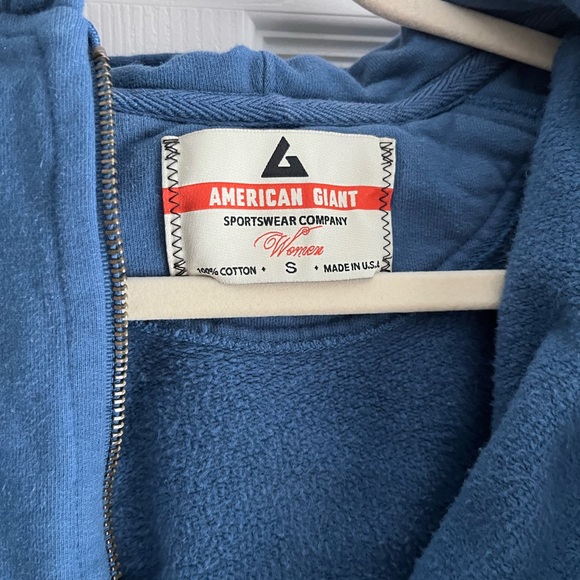 AMERICAN GIANT
SPORTSWEAR COMPANY
Women
100% COTTON • S • MADE IN U.S.A